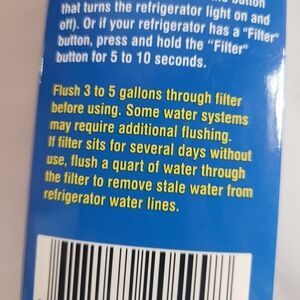 button
that turns the refrigerator light on and
off). Or if your refrigerator has a "Filter"
button, press and hold the "Filter"
button for 5 to 10 seconds.
Flush 3 to 5 gallons through filter
before using. Some water systems
may require additional flushing.
If filter sits for several days without
use, flush a quart of water through
the filter to remove stale water from
refrigerator water lines.